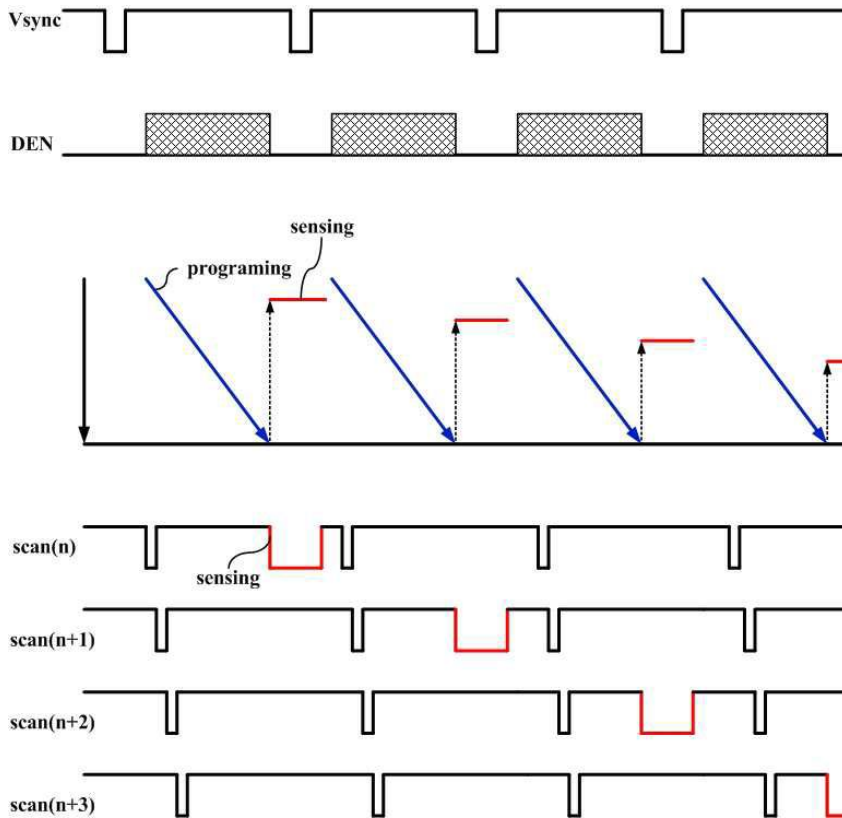 Vsync
DEN
sensing
programing
scan(n)
sensing
scan(n+1)
scan(n+2)
scan(n+3)